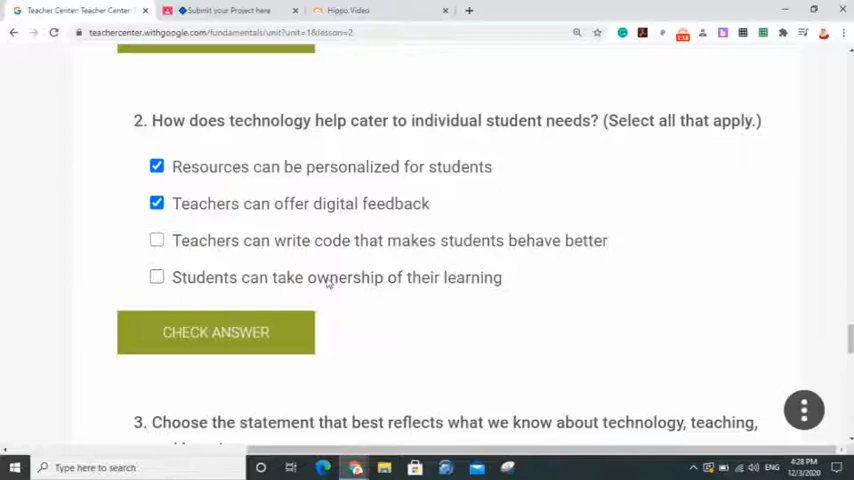 Teacher Center: Teacher Center:
Submit your Project here
Hippo Video
teachercenter.withgoogle.com/fundamentals/unit?unit=1&lesson=2
2. How does technology help cater to individual student needs? (Select all that apply.)
Resources can be personalized for students
Teachers can offer digital feedback
Teachers can write code that makes students behave better
Students can take ownership of their learning
CHECK ANSWER
3. Choose the statement that best reflects what we know about technology, teaching,
Type here to search
ENG
4:28 PM
12/3/2020